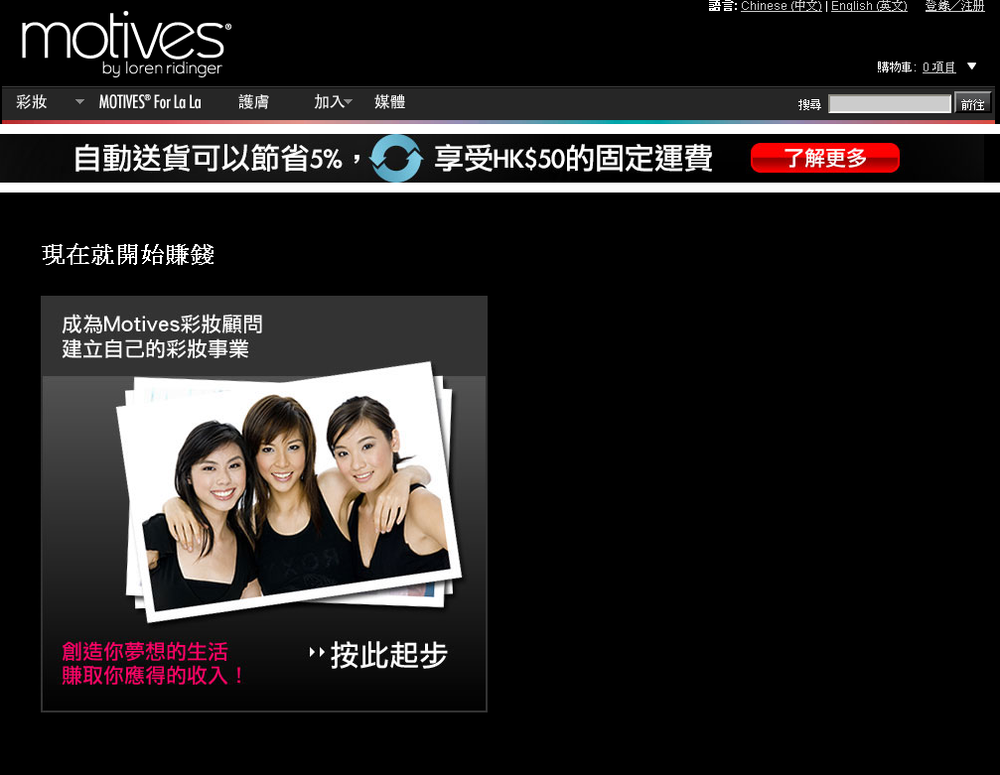 語言: Chinese (中文) | English (英文) 登錄／注册
motives®
by loren ridinger
購物車: 0 項目
彩妝 MOTIVES® For La La 護膚 加入 媒體 搜尋 前往
自動送貨可以節省5%，享受HK$50的固定運費 了解更多
現在就開始賺錢
成為Motives彩妝顧問
建立自己的彩妝事業
創造你夢想的生活
賺取你應得的收入！
按此起步